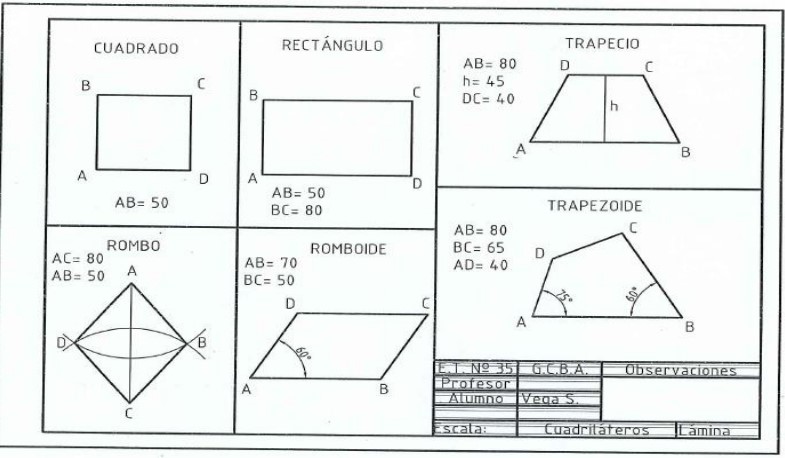 CUADRADO
B
C
A
D
AB= 50
RECTÁNGULO
B
C
A
D
AB= 50
BC= 80
TRAPECIO
AB= 80
h= 45
DC= 40
D
C
h
A
B
ROMBO
AC= 80
AB= 50
A
D
B
C
ROMBOIDE
AB= 70
BC= 50
D
C
60°
A
B
TRAPEZOIDE
AB= 80
BC= 65
AD= 40
C
D
75°
60°
A
B
E.T. Nº 35 G.C.B.A. Observaciones
Profesor
Alumno Vega S.
Escala: Cuadriláteros Lámina